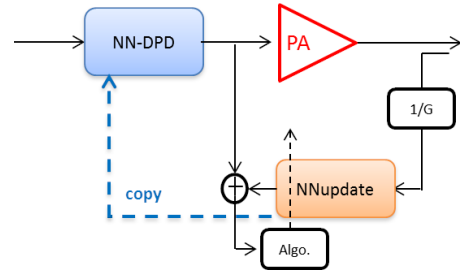 NN-DPD
PA
1/G
+
NNupdate
copy
Algo.